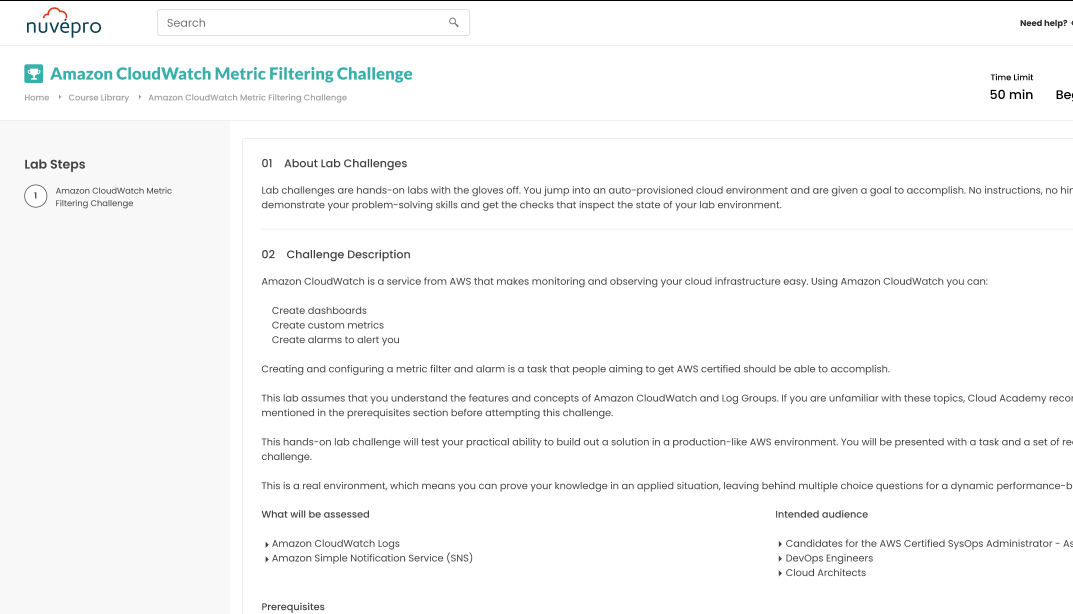 nuvepro
Search
Need help?
Amazon CloudWatch Metric Filtering Challenge
Home Course Library Amazon CloudWatch Metric Filtering Challenge
Time Limit
50 min
Lab Steps
1 Amazon CloudWatch Metric
Filtering Challenge
01 About Lab Challenges
Lab challenges are hands-on labs with the gloves off. You jump into an auto-provisioned cloud environment and are given a goal to accomplish. No instructions, no
demonstrate your problem-solving skills and get the checks that inspect the state of your lab environment.
02 Challenge Description
Amazon CloudWatch is a service from AWS that makes monitoring and observing your cloud infrastructure easy. Using Amazon CloudWatch you can:
Create dashboards
Create custom metrics
Create alarms to alert you
Creating and configuring a metric filter and alarm is a task that people aiming to get AWS certified should be able to accomplish.
This lab assumes that you understand the features and concepts of Amazon CloudWatch and Log Groups. If you are unfamiliar with these topics, Cloud Academy
mentioned in the prerequisites section before attempting this challenge.
This hands-on lab challenge will test your practical ability to build out a solution in a production-like AWS environment. You will be presented with a task and a set of
challenge.
This is a real environment, which means you can prove your knowledge in an applied situation, leaving behind multiple choice questions for a dynamic
What will be assessed
Amazon CloudWatch Logs
Amazon Simple Notification Service (SNS)
Intended audience
Candidates for the AWS Certified SysOps Administrator -
DevOps Engineers
Cloud Architects
Prerequisites